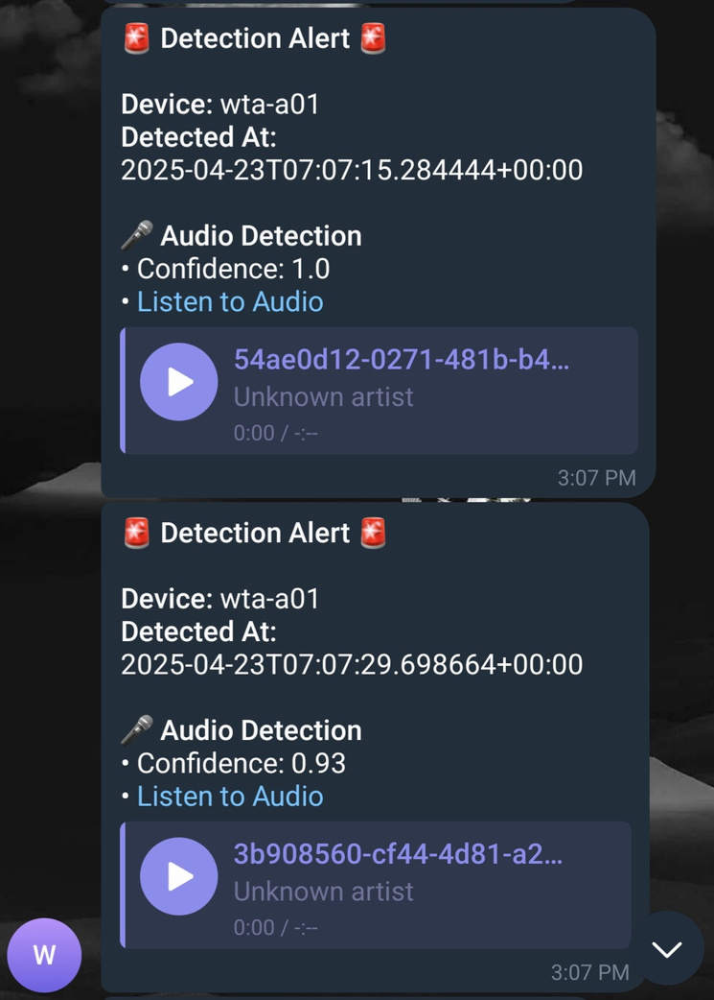 🚨 Detection Alert 🚨
Device: wta-a01
Detected At:
2025-04-23T07:07:15.284444+00:00
🎤 Audio Detection
• Confidence: 1.0
• Listen to Audio
54ae0d12-0271-481b-b4...
Unknown artist
0:00 / -:--
3:07 PM
🚨 Detection Alert 🚨
Device: wta-a01
Detected At:
2025-04-23T07:07:29.698664+00:00
🎤 Audio Detection
• Confidence: 0.93
• Listen to Audio
3b908560-cf44-4d81-a2...
Unknown artist
0:00 / -:--
W
3:07 PM